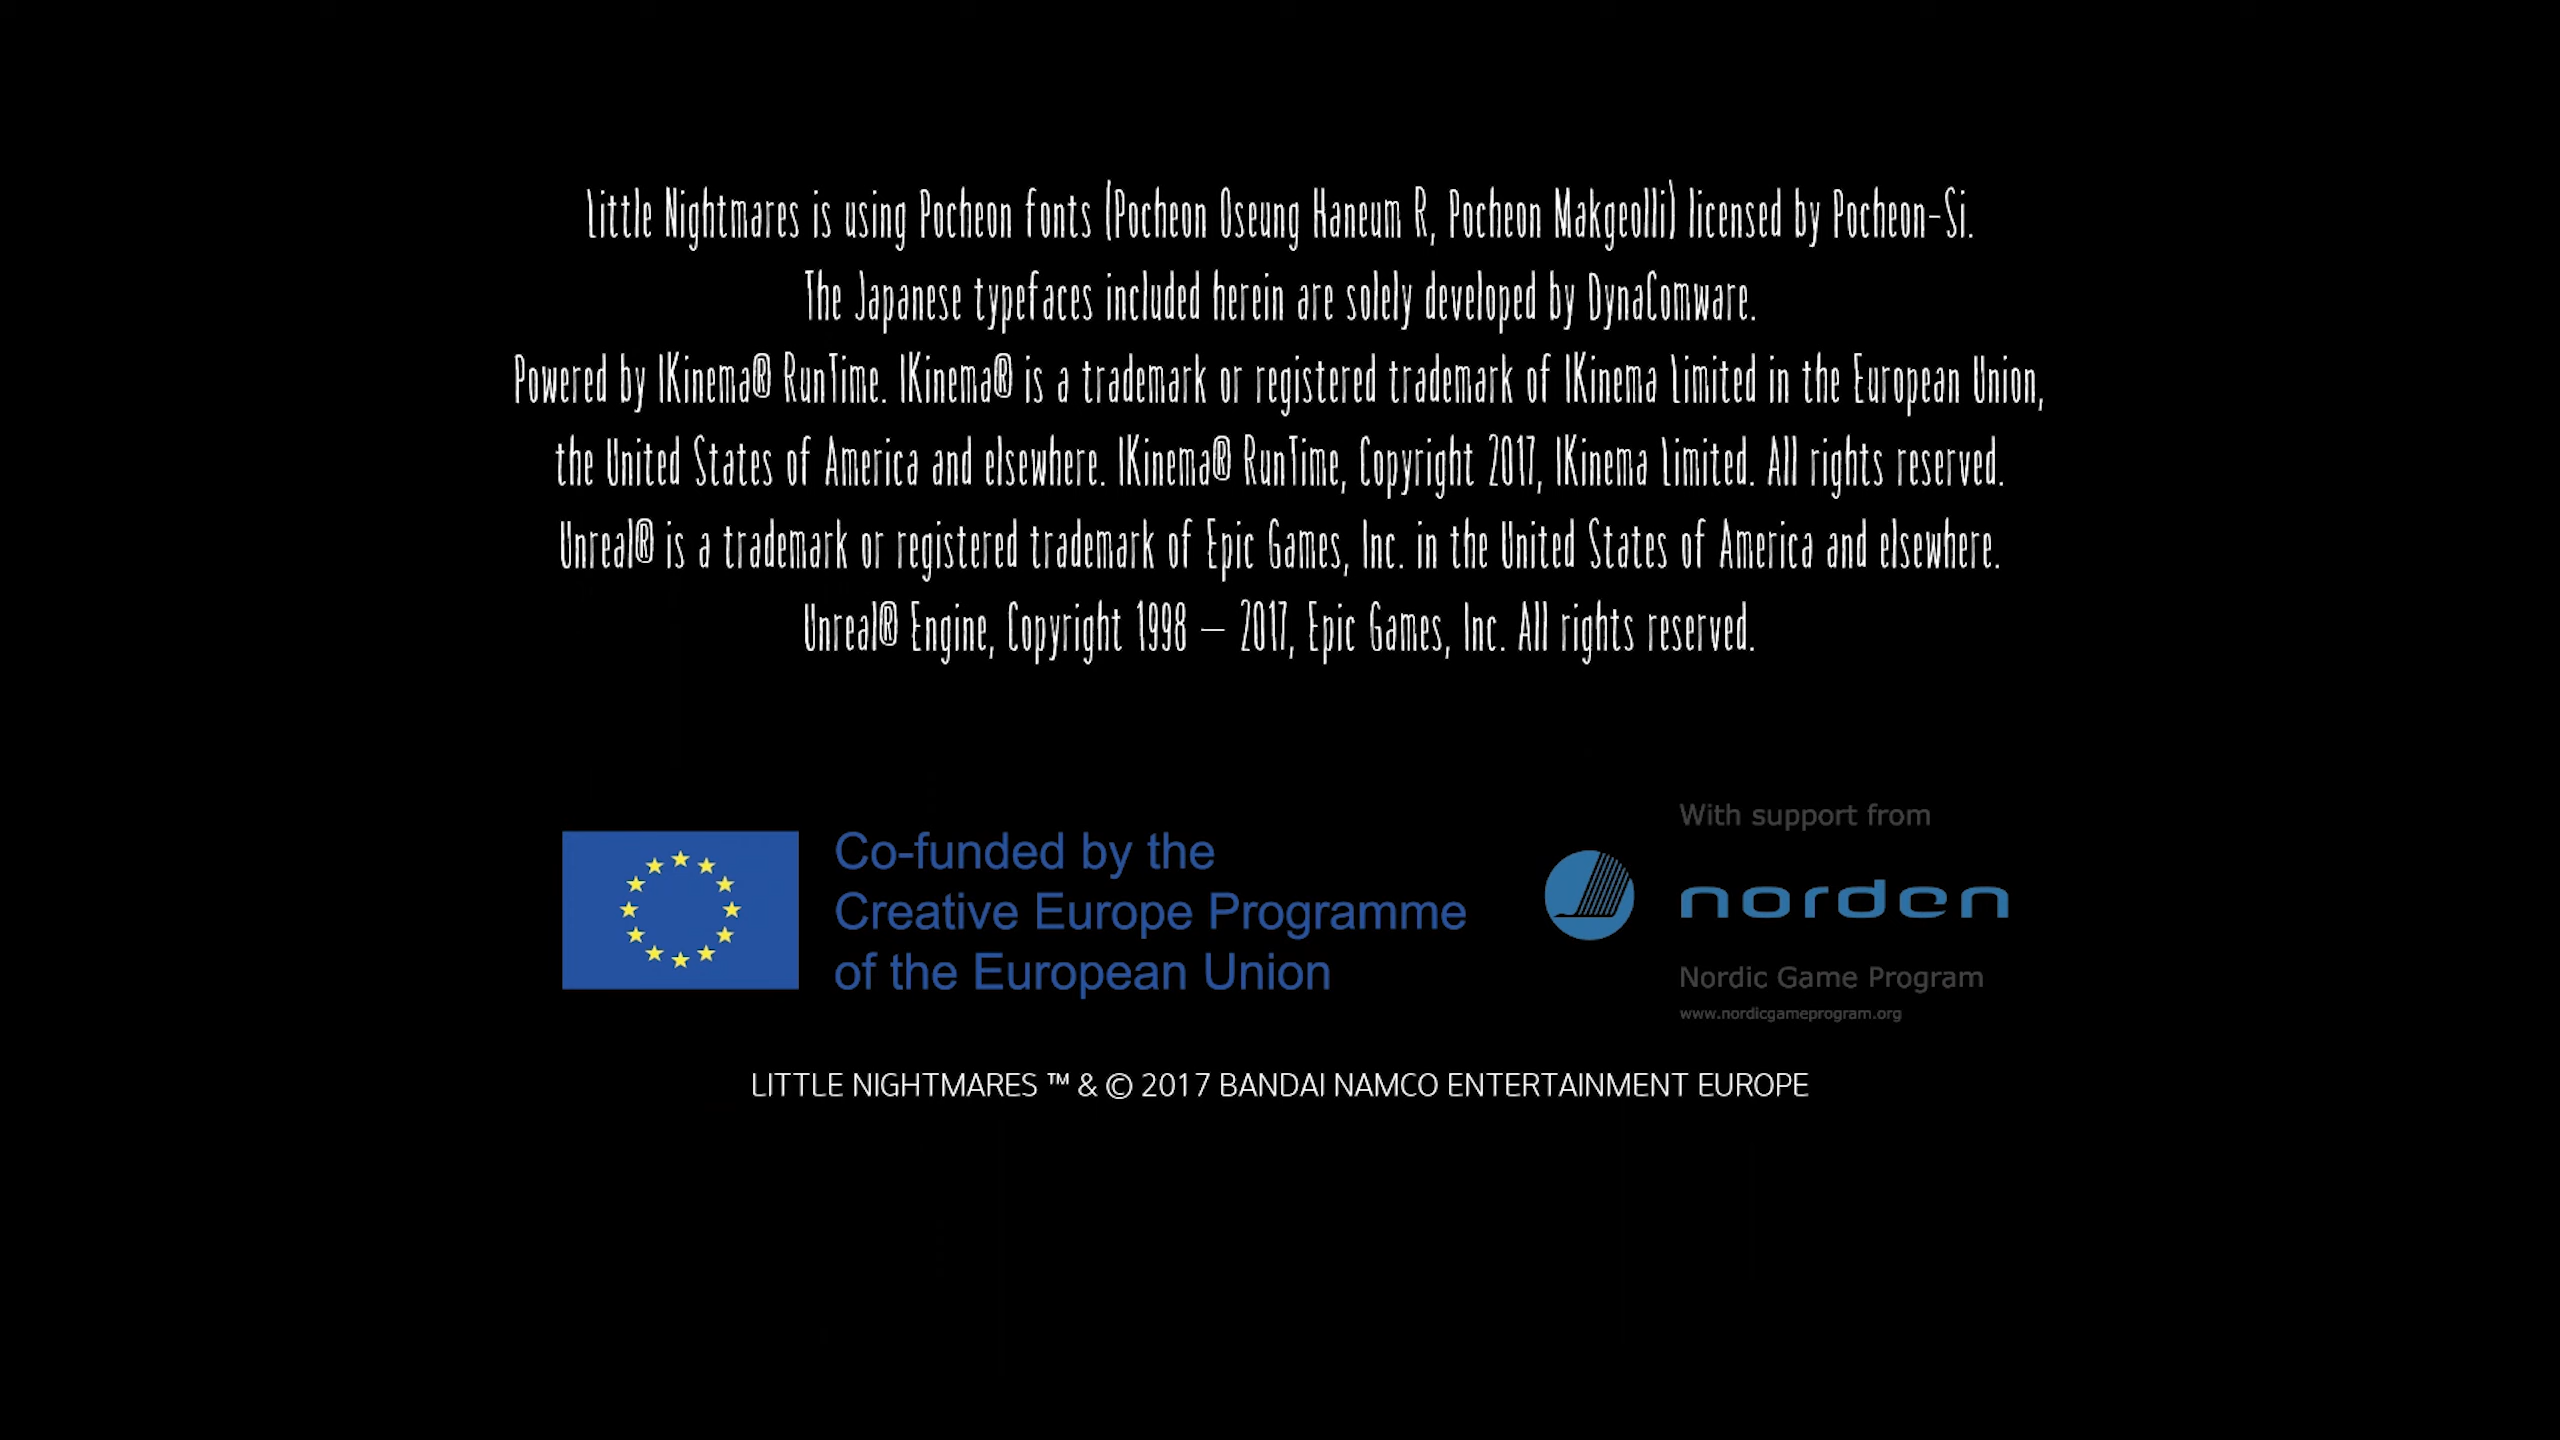 Little Nightmares is using Pocheon fonts (Pocheon Oseung Haneum R, Pocheon Makgeolli) licensed by Pocheon-Si.
The Japanese typefaces included herein are solely developed by DynaComware.
Powered by IKinema® RunTime. IKinema® is a trademark or registered trademark of IKinema Limited in the European Union,
the United States of America and elsewhere. IKinema® RunTime, Copyright 2017, IKinema Limited. All rights reserved.
Unreal® is a trademark or registered trademark of Epic Games, Inc. in the United States of America and elsewhere.
Unreal® Engine, Copyright 1998 – 2017, Epic Games, Inc. All rights reserved.
Co-funded by the
Creative Europe Programme
of the European Union
With support from
norden
Nordic Game Program
www.nordicgameprogram.org
LITTLE NIGHTMARES ™ & © 2017 BANDAI NAMCO ENTERTAINMENT EUROPE